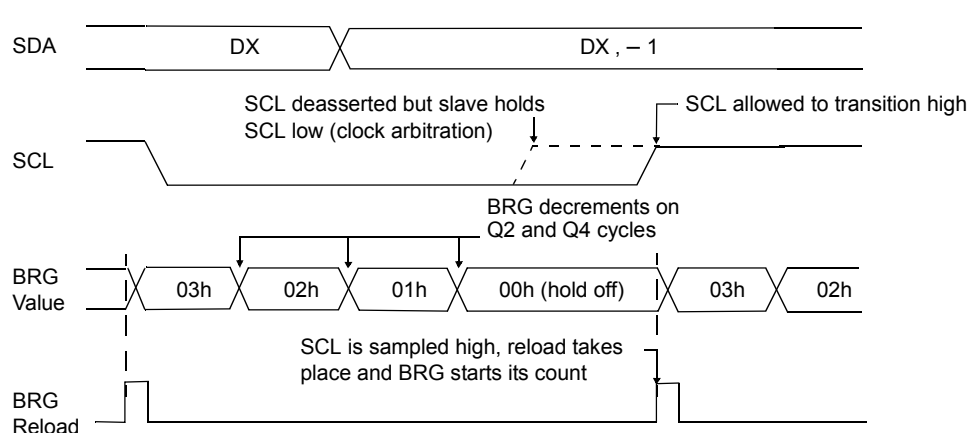 SDA
DX
DX , – 1
SCL deasserted but slave holds
SCL low (clock arbitration)
SCL allowed to transition high
SCL
BRG decrements on
Q2 and Q4 cycles
BRG
Value
03h
02h
01h
00h (hold off)
03h
02h
SCL is sampled high, reload takes
place and BRG starts its count
BRG
Reload